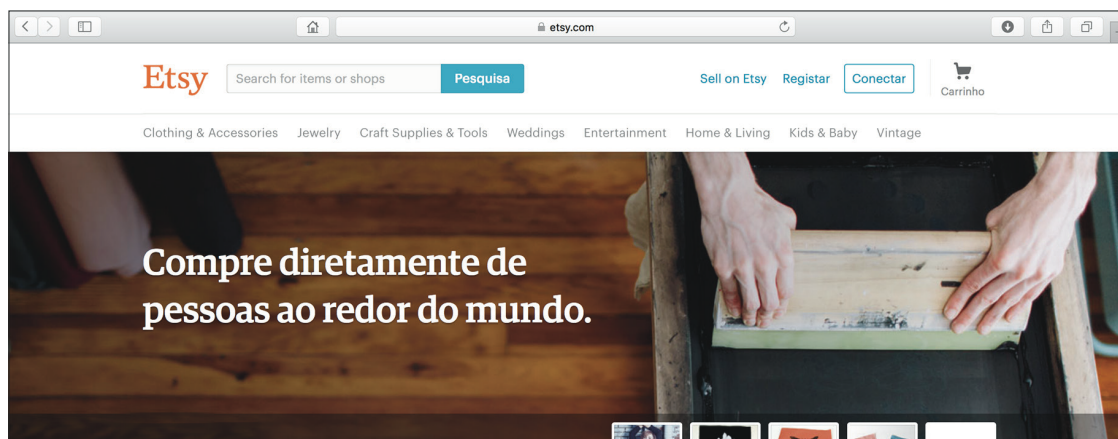 etsy.com
Etsy
Search for items or shops
Pesquisa
Sell on Etsy
Registar
Conectar
Carrinho
Clothing & Accessories Jewelry Craft Supplies & Tools Weddings Entertainment Home & Living Kids & Baby Vintage
Compre diretamente de
pessoas ao redor do mundo.